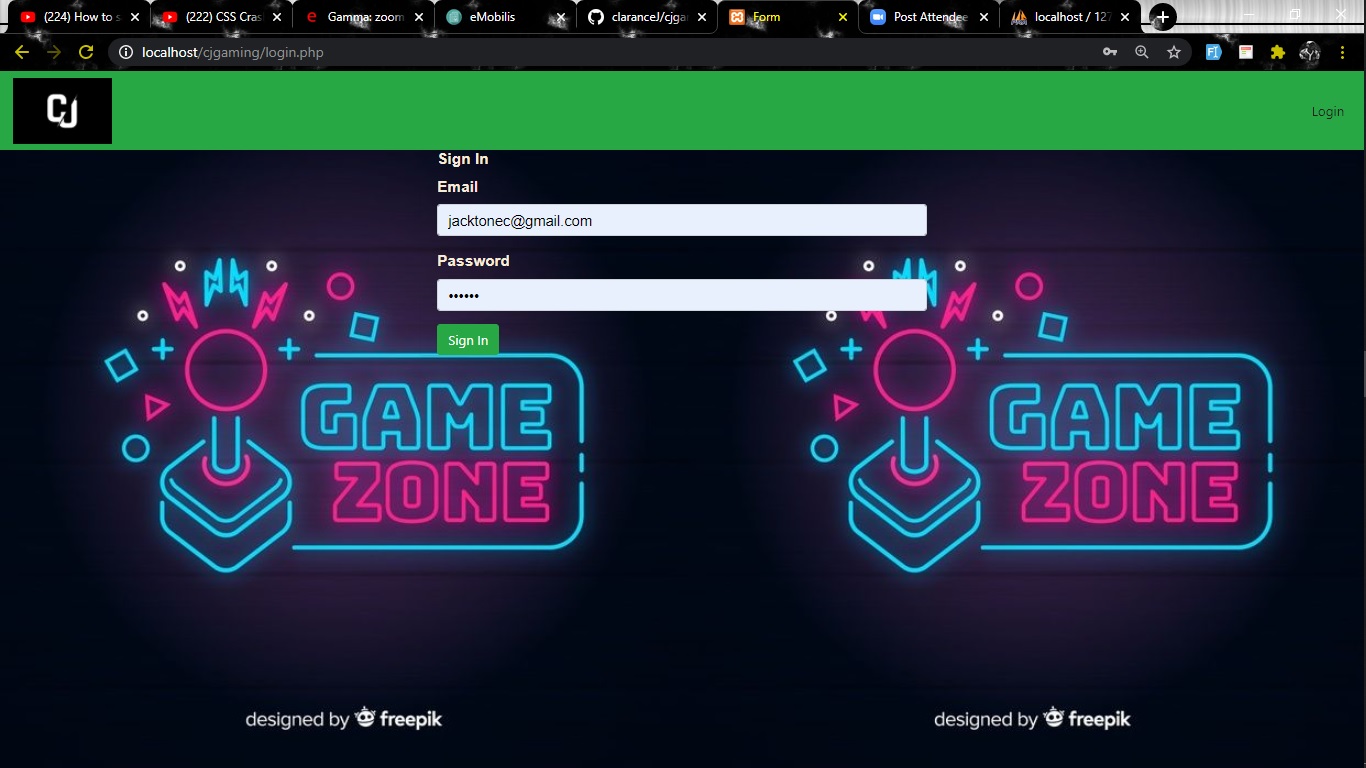 (224) How to s
(222) CSS Cras
Gamma: zoom
eMobilis
claranceJ/cjga
Form
Post Attendee
localhost / 127
localhost/cjgaming/login.php
CJ
Login
Sign In
Email
jacktonec@gmail.com
Password
••••••
Sign In
GAME
ZONE
designed by freepik
GAME
ZONE
designed by freepik